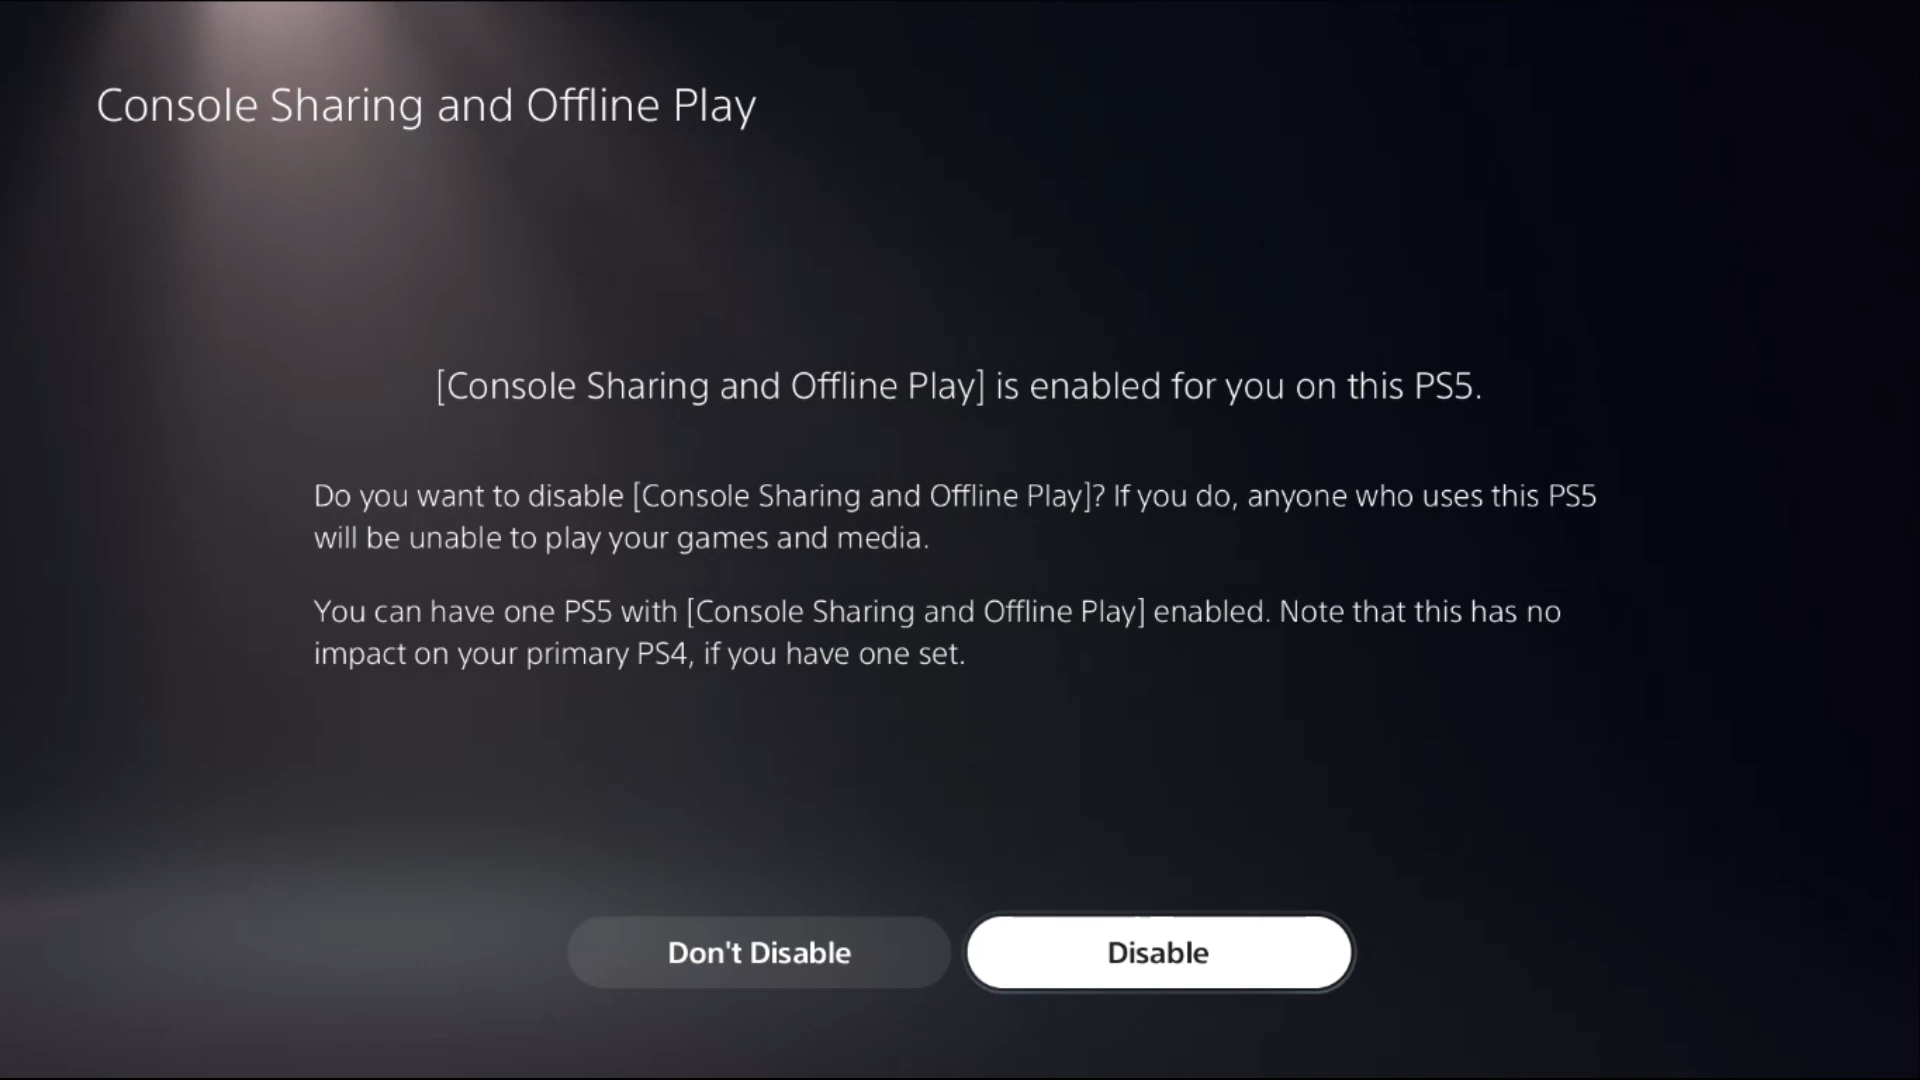 Console Sharing and Offline Play
[Console Sharing and Offline Play] is enabled for you on this PS5.
Do you want to disable [Console Sharing and Offline Play]? If you do, anyone who uses this PS5
will be unable to play your games and media.
You can have one PS5 with [Console Sharing and Offline Play] enabled. Note that this has no
impact on your primary PS4, if you have one set.
Don't Disable
Disable